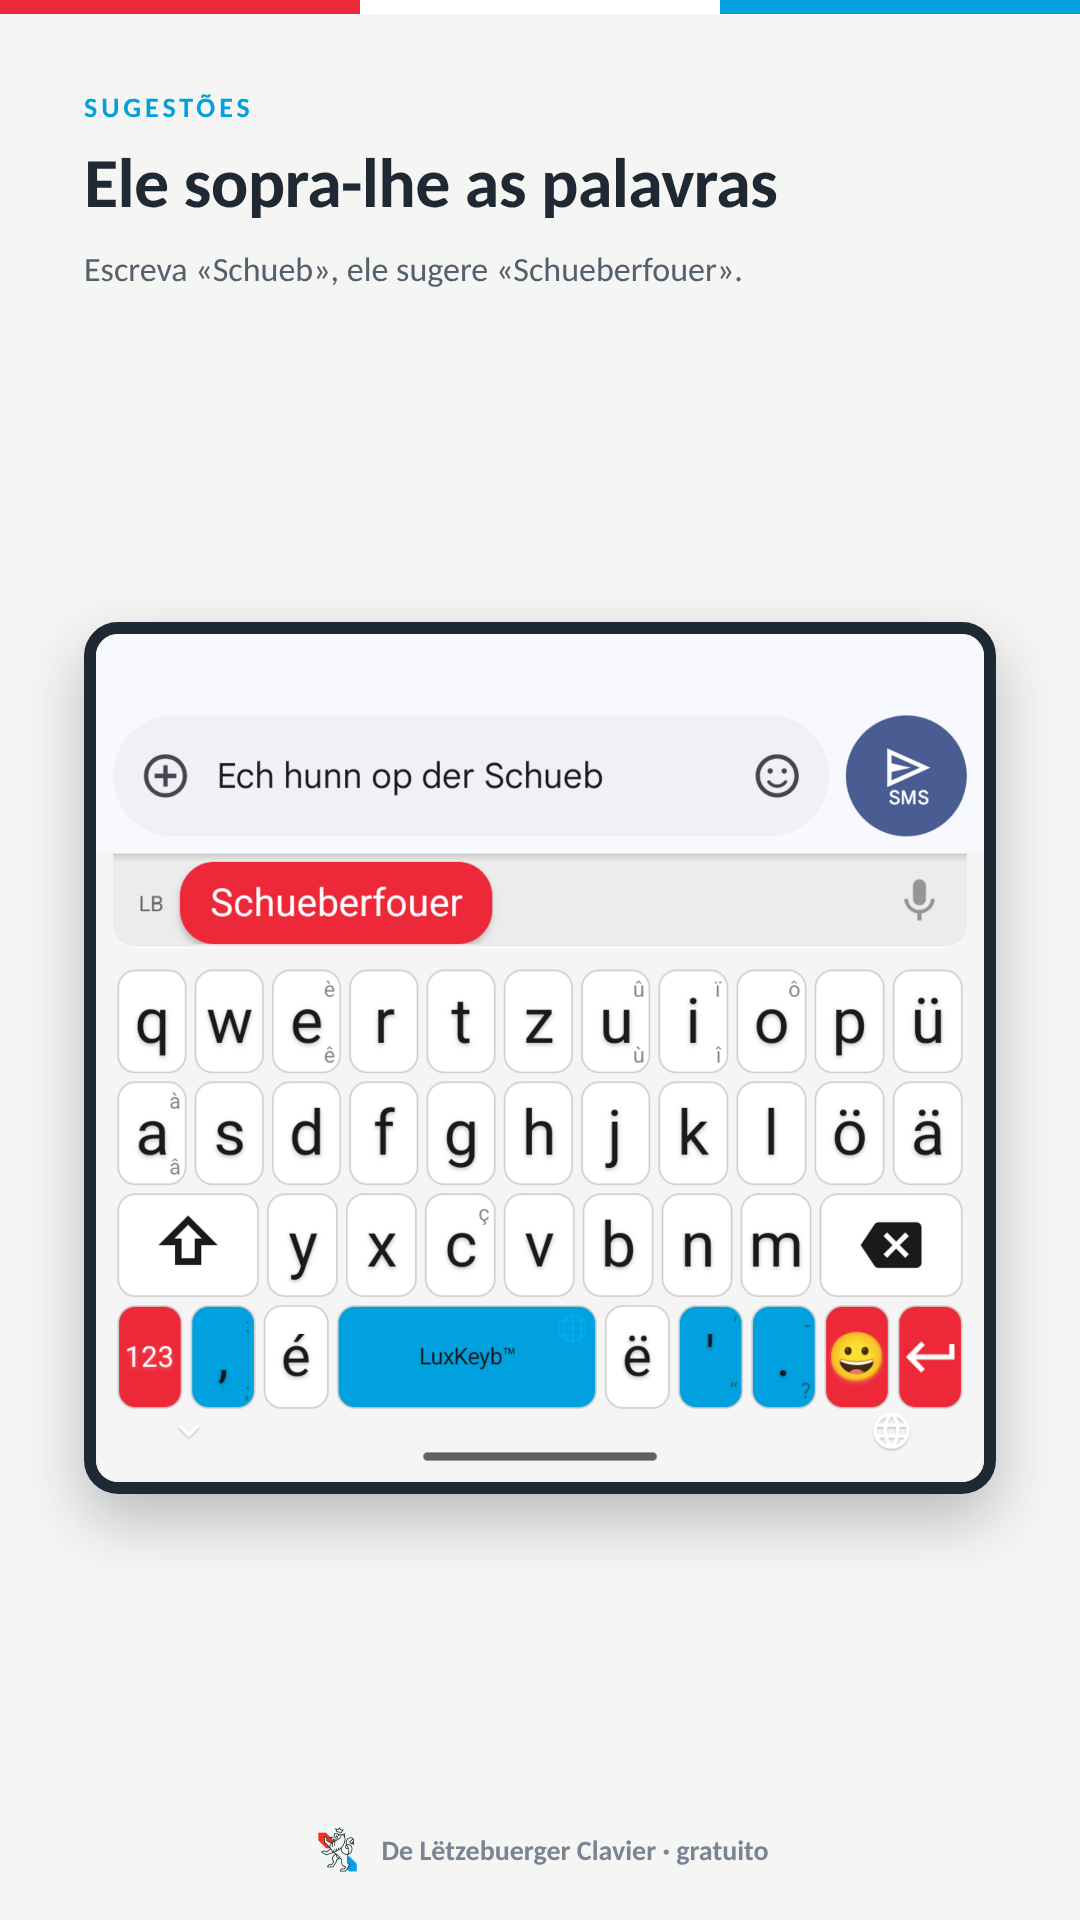 SUGESTÕES
Ele sopra-lhe as palavras
Escreva «Schueb», ele sugere «Schueberfouer».
Ech hunn op der Schueb
SMS
LB Schueberfouer
q w e è ê r t z u û ù i ï î o ô p ü
a à â s d f g h j k l ö ä
y x c ç v b n m
123 , : ; é LuxKeyb™ ë ' ’ “ . - ? 😀
De Lëtzebuerger Clavier · gratuito